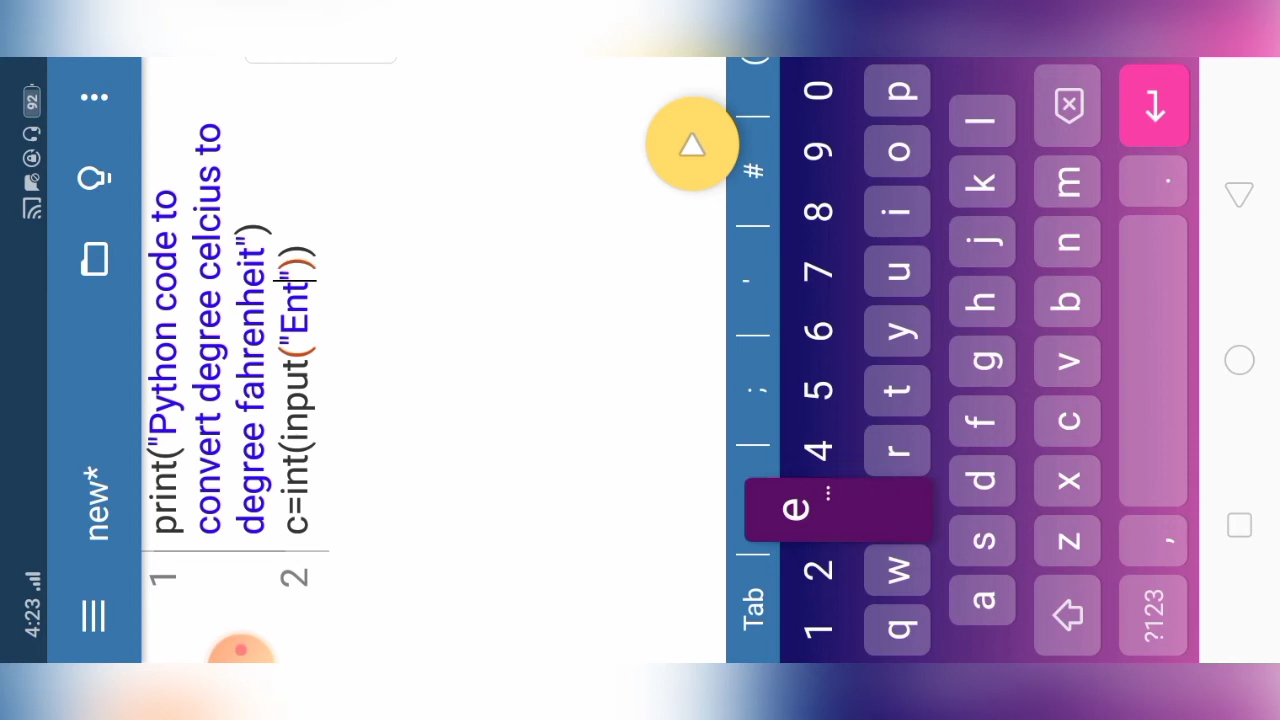 4:23
92
new*
1 print("Python code to
convert degree celcius to
degree fahrenheit")
2 c=int(input("Ent"))
Tab ; ' # (
1 2 4 5 6 7 8 9 0
e ...
q w r t y u i o p
a s d f g h j k l
z x c v b n m
?123 , .